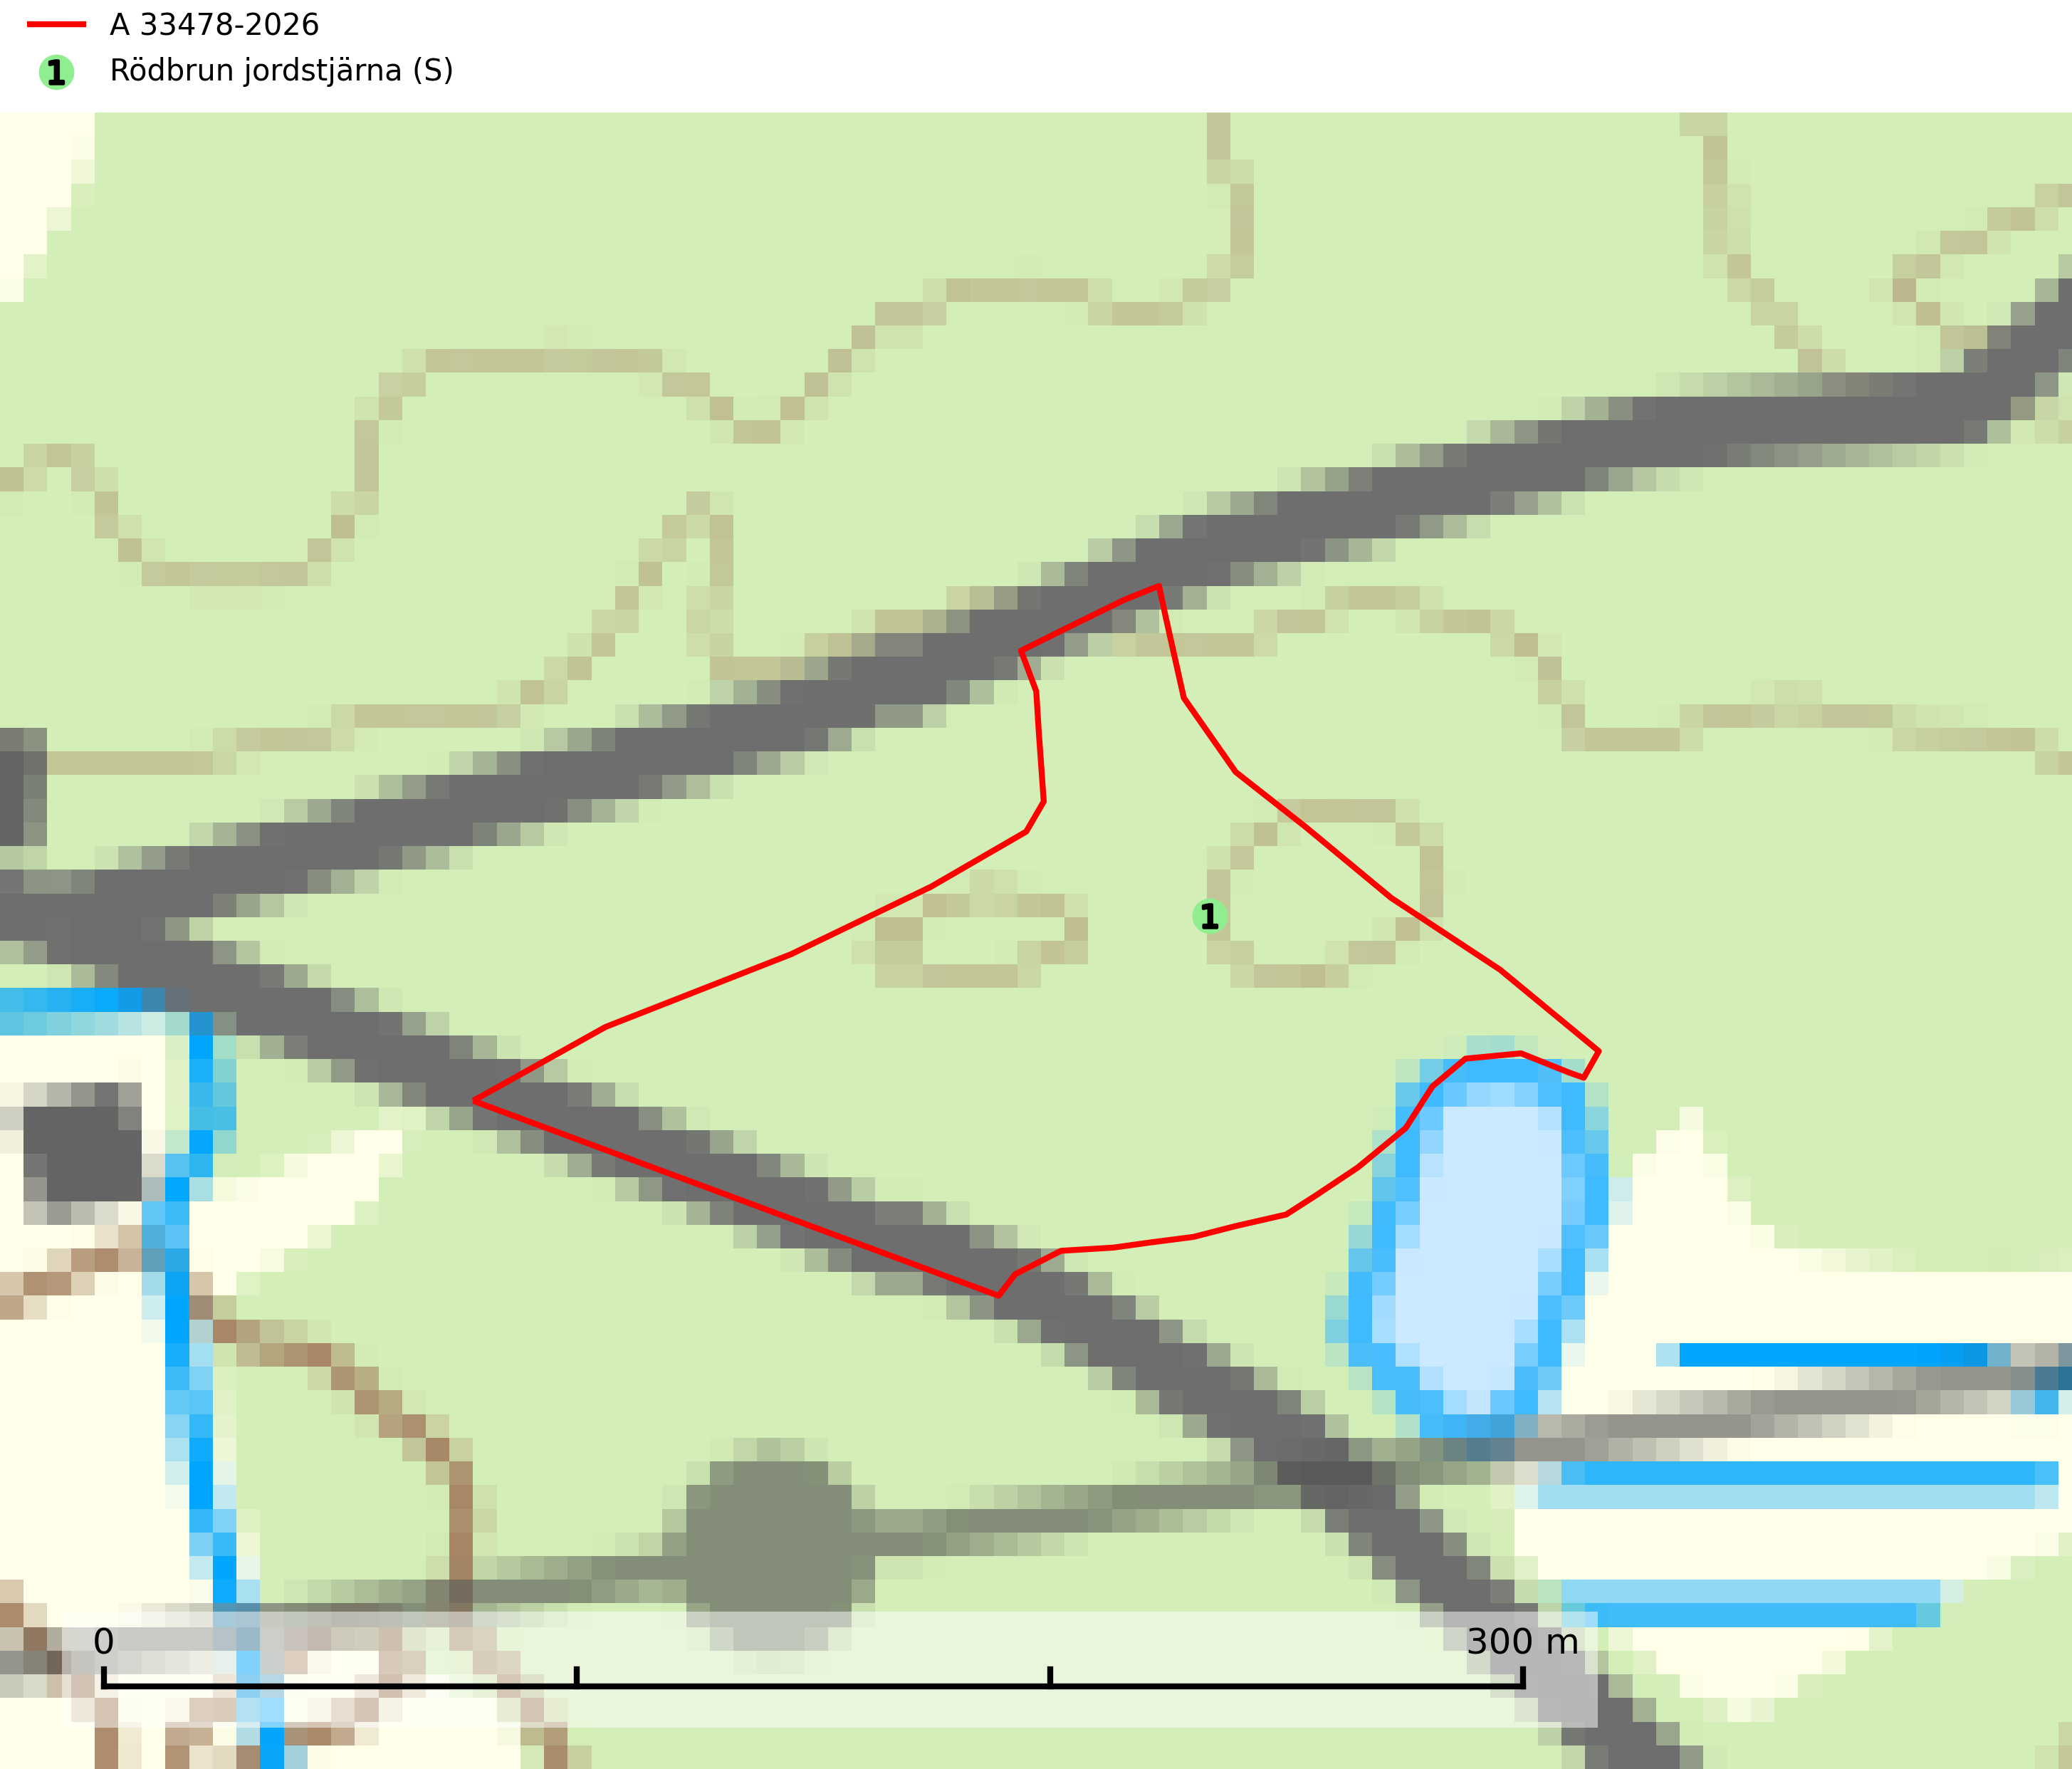 A 33478-2026
1 Rödbrun jordstjärna (S)
1
0 300 m